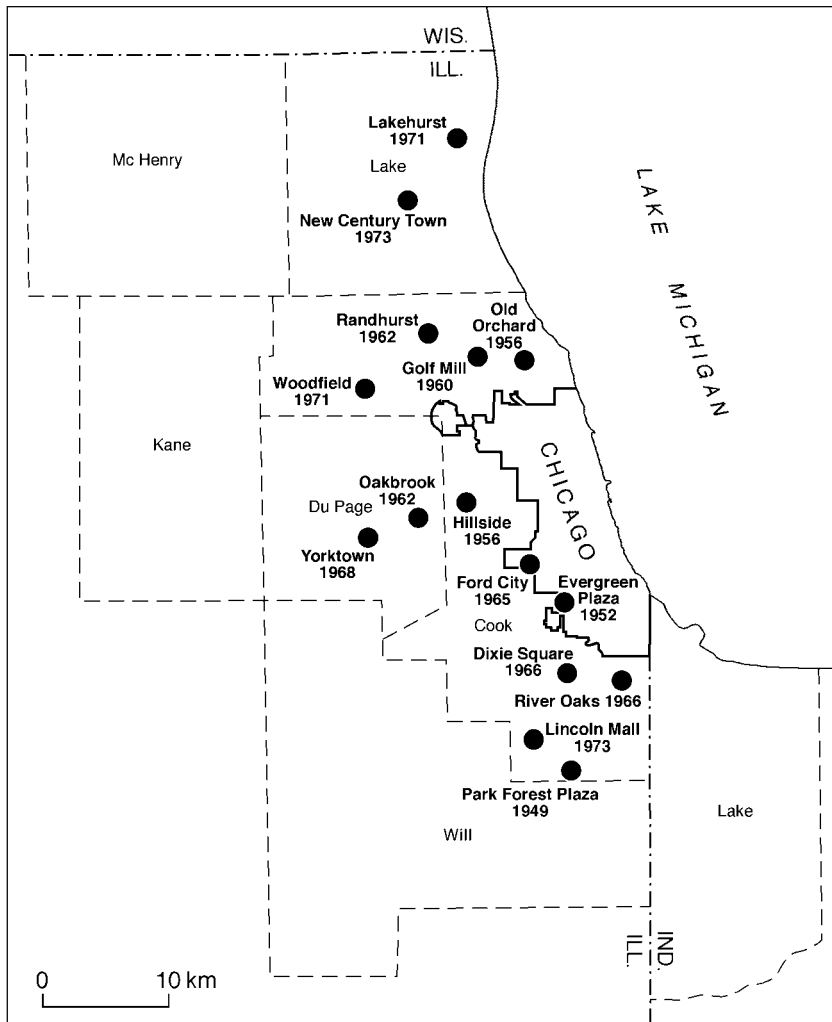 WIS.
ILL.
Lakehurst
1971
Mc Henry
Lake
New Century Town
1973
LAKE MICHIGAN
Old
Orchard
1956
Randhurst
1962
Golf Mill
1960
Woodfield
1971
Kane
CHICAGO
Oakbrook
1962
Du Page
Hillside
1956
Yorktown
1968
Ford City
1965
Evergreen
Plaza
1952
Cook
Dixie Square
1966
River Oaks 1966
Lincoln Mall
1973
Park Forest Plaza
1949
Lake
Will
ILL.
IND.
0 10 km